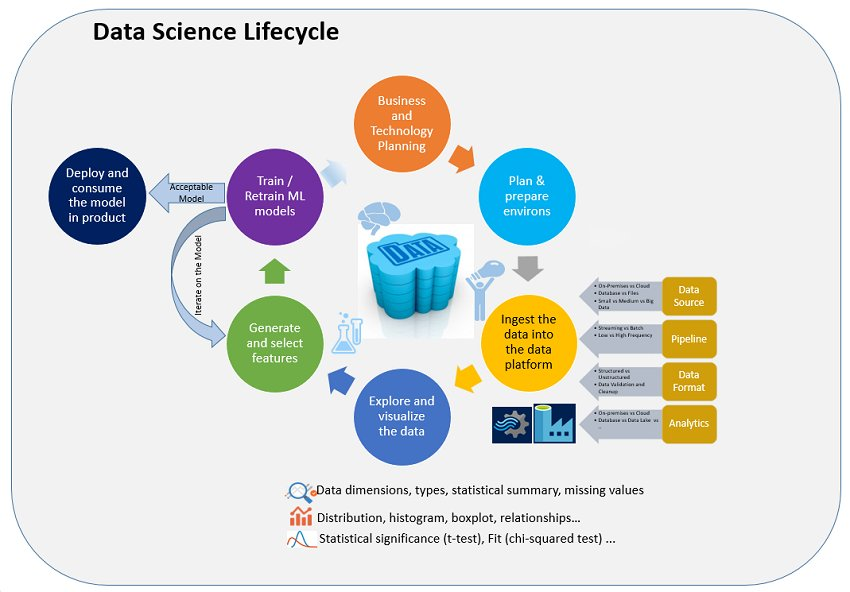 Data Science Lifecycle
Business
and
Technology
Planning
Plan &
prepare
environs
Ingest the
data into
the data
platform
Explore and
visualize
the data
Generate
and select
features
Train /
Retrain ML
models
Acceptable
Model
Iterate on the Model
Deploy and
consume
the model
in product
DATA
• On-Premises vs Cloud
• Database vs Files
• Small vs Medium vs Big
Data
Data
Source
• Streaming vs Batch
• Low vs High Frequency
Pipeline
• Structured vs
Unstructured
• Data Validation and
Cleanup
Data
Format
• On-premises vs Cloud
• Database vs Data Lake vs
..
Analytics
Data dimensions, types, statistical summary, missing values
Distribution, histogram, boxplot, relationships...
Statistical significance (t-test), Fit (chi-squared test) ...